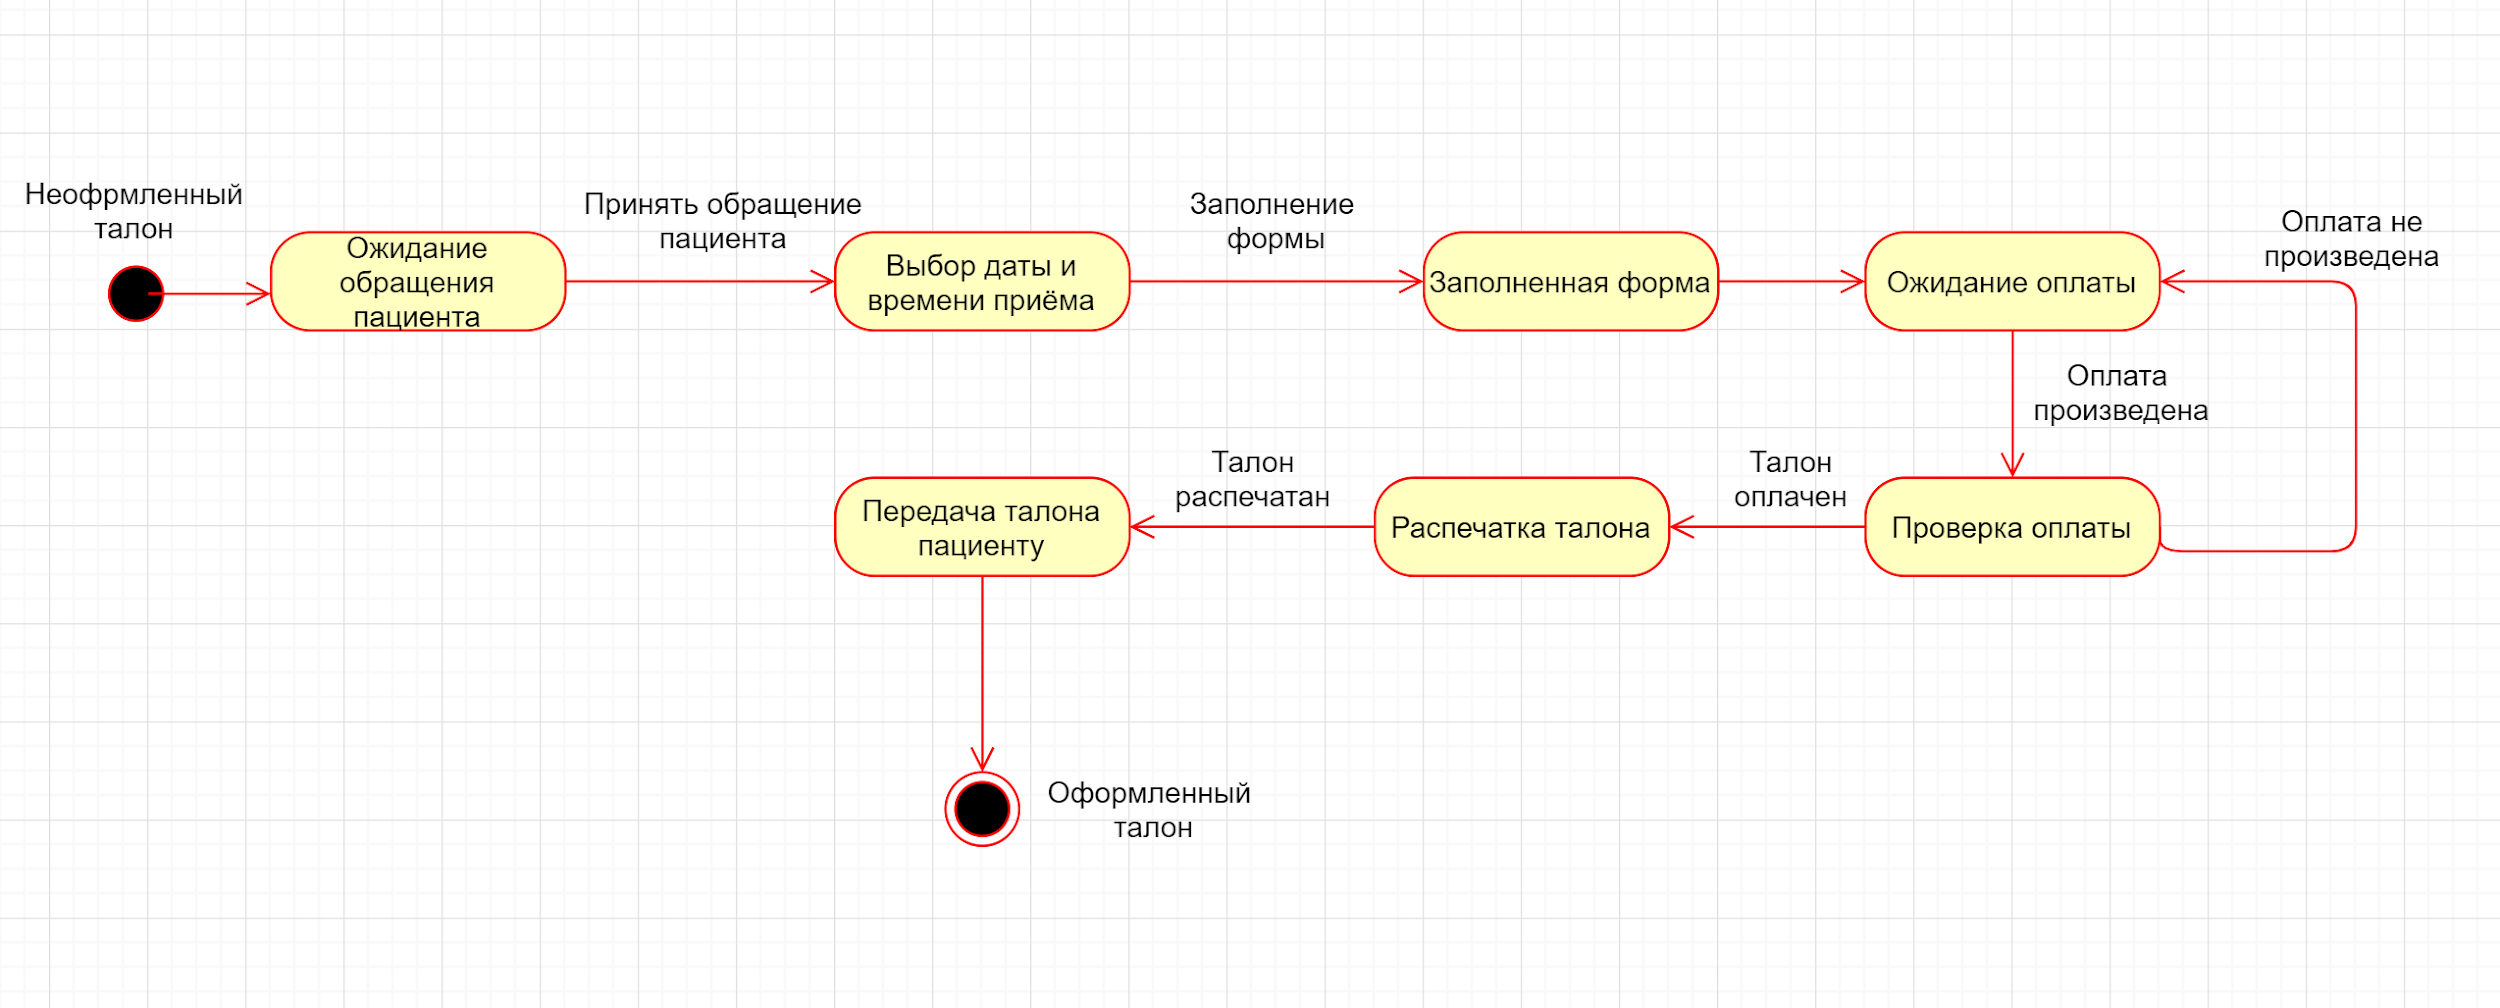 Неофрмленный
талон
Ожидание
обращения
пациента
Принять обращение
пациента
Выбор даты и
времени приёма
Заполнение
формы
Заполненная форма
Ожидание оплаты
Оплата не
произведена
Оплата
произведена
Проверка оплаты
Талон
оплачен
Распечатка талона
Талон
распечатан
Передача талона
пациенту
Оформленный
талон